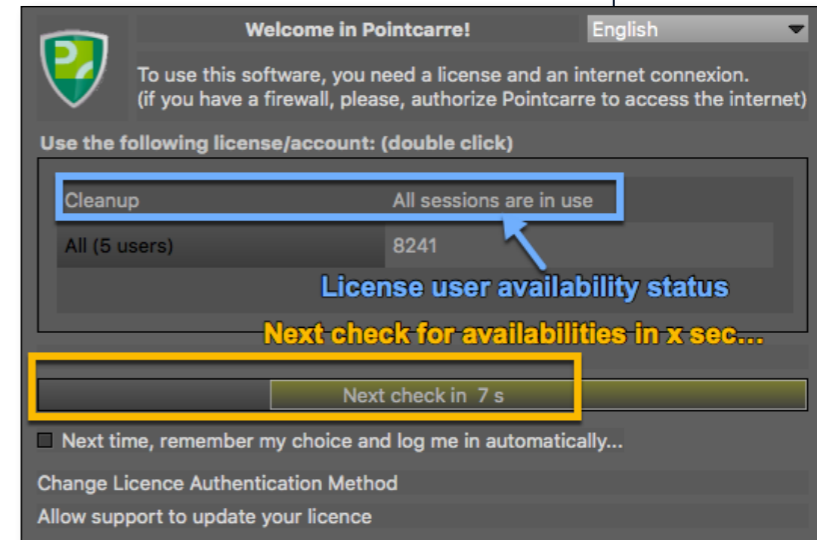 Welcome in Pointcarre!
English
To use this software, you need a license and an internet connexion.
(if you have a firewall, please, authorize Pointcarre to access the internet)
Use the following license/account: (double click)
Cleanup All sessions are in use
All (5 users) 8241
License user availability status
Next check for availabilities in x sec...
Next check in 7 s
Next time, remember my choice and log me in automatically...
Change Licence Authentication Method
Allow support to update your licence